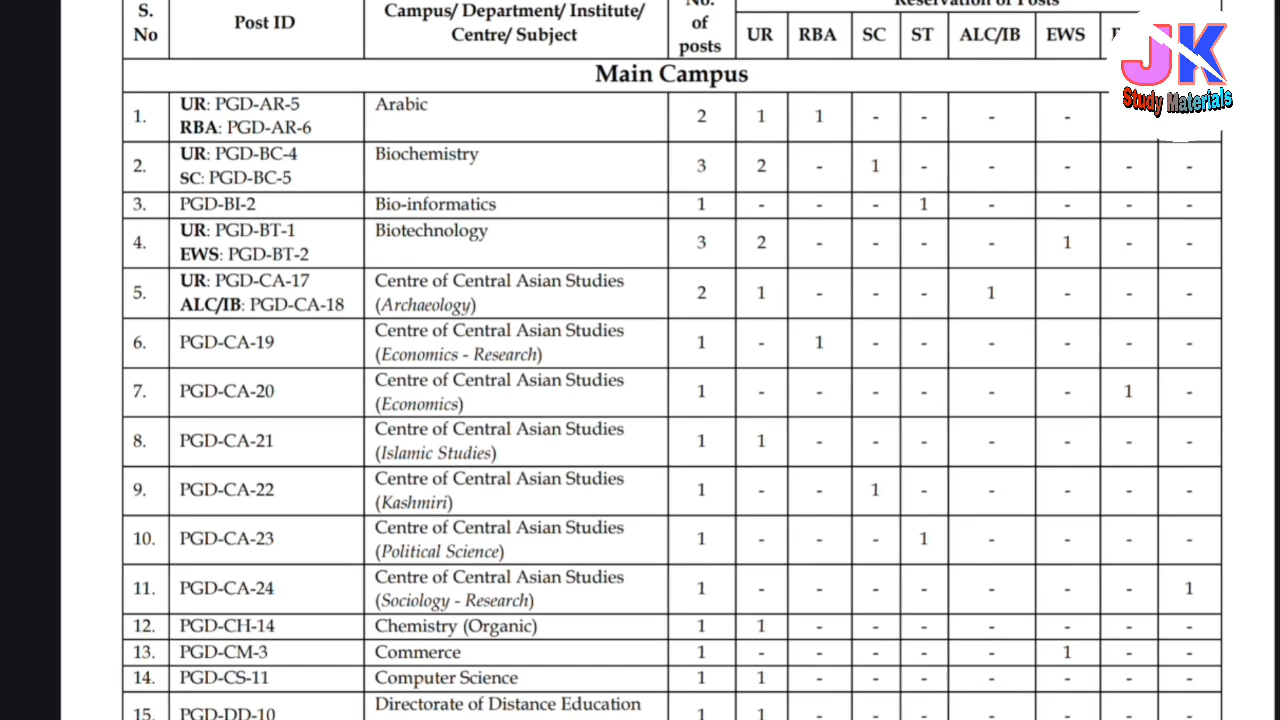 S. No | Post ID | Campus/ Department/ Institute/ Centre/ Subject | No. of posts | Reservation of Posts
UR | RBA | SC | ST | ALC/IB | EWS
JK
Study Materials
Main Campus
1. | UR: PGD-AR-5 RBA: PGD-AR-6 | Arabic | 2 | 1 | 1 | - | - | - | -
2. | UR: PGD-BC-4 SC: PGD-BC-5 | Biochemistry | 3 | 2 | - | 1 | - | - | - | - | -
3. | PGD-BI-2 | Bio-informatics | 1 | - | - | - | 1 | - | - | - | -
4. | UR: PGD-BT-1 EWS: PGD-BT-2 | Biotechnology | 3 | 2 | - | - | - | - | 1 | - | -
5. | UR: PGD-CA-17 ALC/IB: PGD-CA-18 | Centre of Central Asian Studies (Archaeology) | 2 | 1 | - | - | - | 1 | - | - | -
6. | PGD-CA-19 | Centre of Central Asian Studies (Economics - Research) | 1 | - | 1 | - | - | - | - | - | -
7. | PGD-CA-20 | Centre of Central Asian Studies (Economics) | 1 | - | - | - | - | - | - | 1 | -
8. | PGD-CA-21 | Centre of Central Asian Studies (Islamic Studies) | 1 | 1 | - | - | - | - | - | - | -
9. | PGD-CA-22 | Centre of Central Asian Studies (Kashmiri) | 1 | - | - | 1 | - | - | - | - | -
10. | PGD-CA-23 | Centre of Central Asian Studies (Political Science) | 1 | - | - | - | 1 | - | - | - | -
11. | PGD-CA-24 | Centre of Central Asian Studies (Sociology - Research) | 1 | - | - | - | - | - | - | - | 1
12. | PGD-CH-14 | Chemistry (Organic) | 1 | 1 | - | - | - | - | - | - | -
13. | PGD-CM-3 | Commerce | 1 | - | - | - | - | - | 1 | - | -
14. | PGD-CS-11 | Computer Science | 1 | 1 | - | - | - | - | - | - | -
15. | PGD-DD-10 | Directorate of Distance Education | 1 | 1 | - | - | - | - | - | - | -